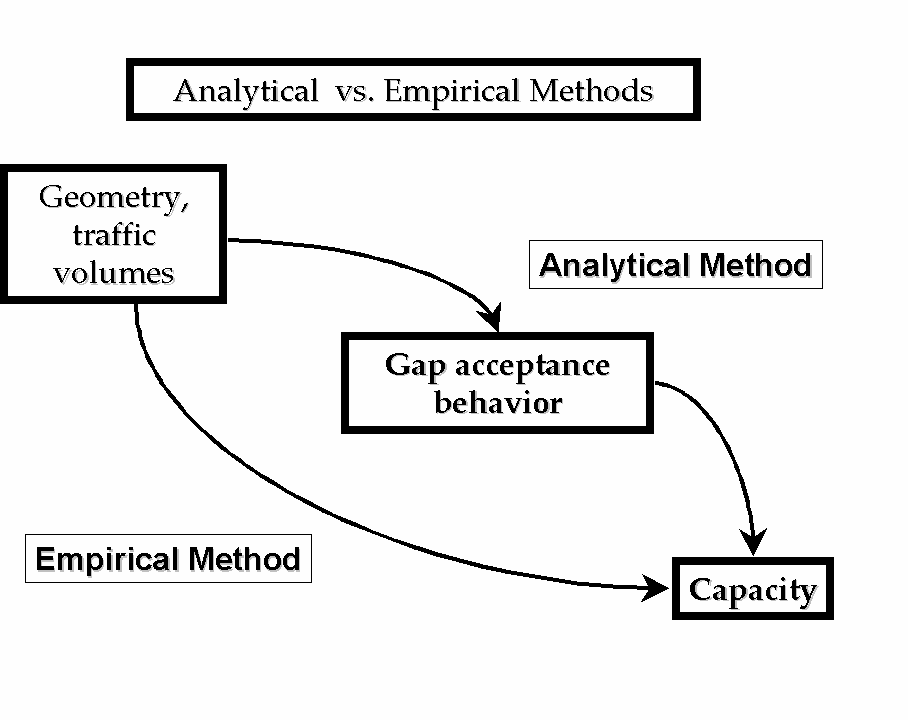 Analytical vs. Empirical Methods
Geometry,
traffic
volumes
Analytical Method
Gap acceptance
behavior
Empirical Method
Capacity